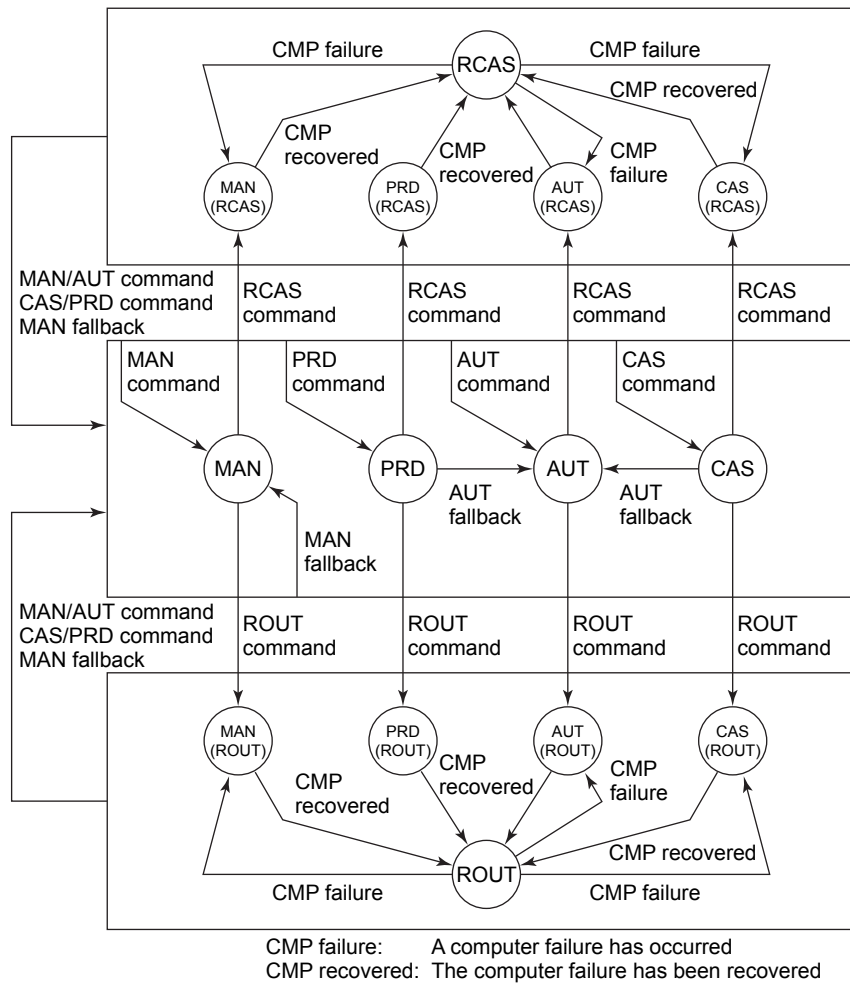 CMP failure
CMP failure
RCAS
CMP recovered
CMP
recovered
CMP
recovered
CMP
failure
MAN
(RCAS)
PRD
(RCAS)
AUT
(RCAS)
CAS
(RCAS)
MAN/AUT command
CAS/PRD command
MAN fallback
RCAS
command
RCAS
command
RCAS
command
RCAS
command
MAN
command
PRD
command
AUT
command
CAS
command
MAN
PRD
AUT
CAS
AUT
fallback
AUT
fallback
MAN
fallback
MAN/AUT command
CAS/PRD command
MAN fallback
ROUT
command
ROUT
command
ROUT
command
ROUT
command
MAN
(ROUT)
PRD
(ROUT)
AUT
(ROUT)
CAS
(ROUT)
CMP
recovered
CMP
recovered
CMP
failure
CMP recovered
ROUT
CMP failure
CMP failure
CMP failure: A computer failure has occurred
CMP recovered: The computer failure has been recovered